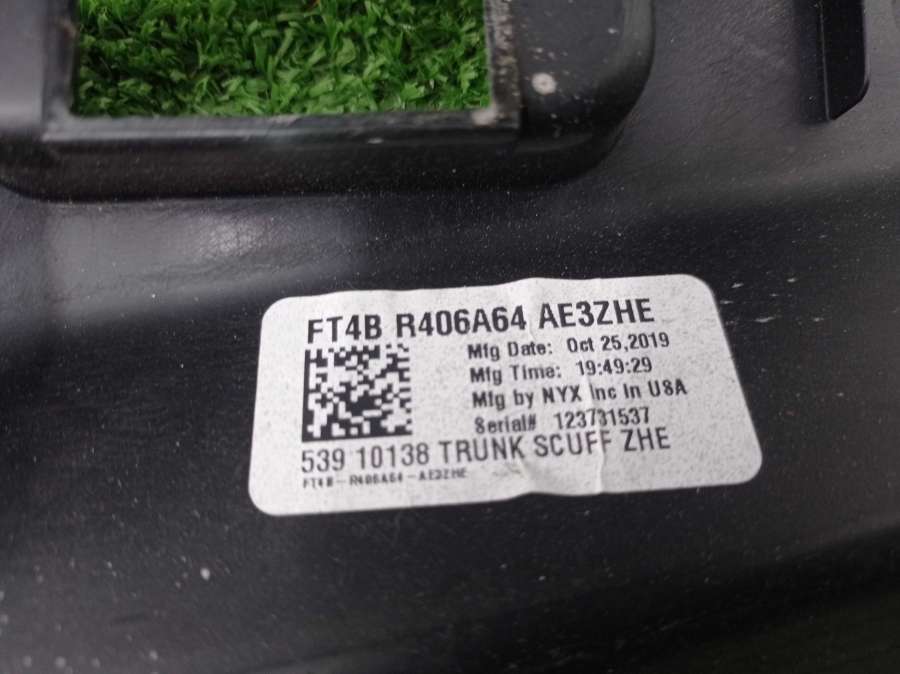 FT4B R406A64 AE3ZHE
Mfg Date: Oct 25,2019
Mfg Time: 19:49:29
Mfg by NYX Inc in USA
Serial# 123731537
539 10138 TRUNK SCUFF ZHE
FT4B-R406A64-AE3ZHE